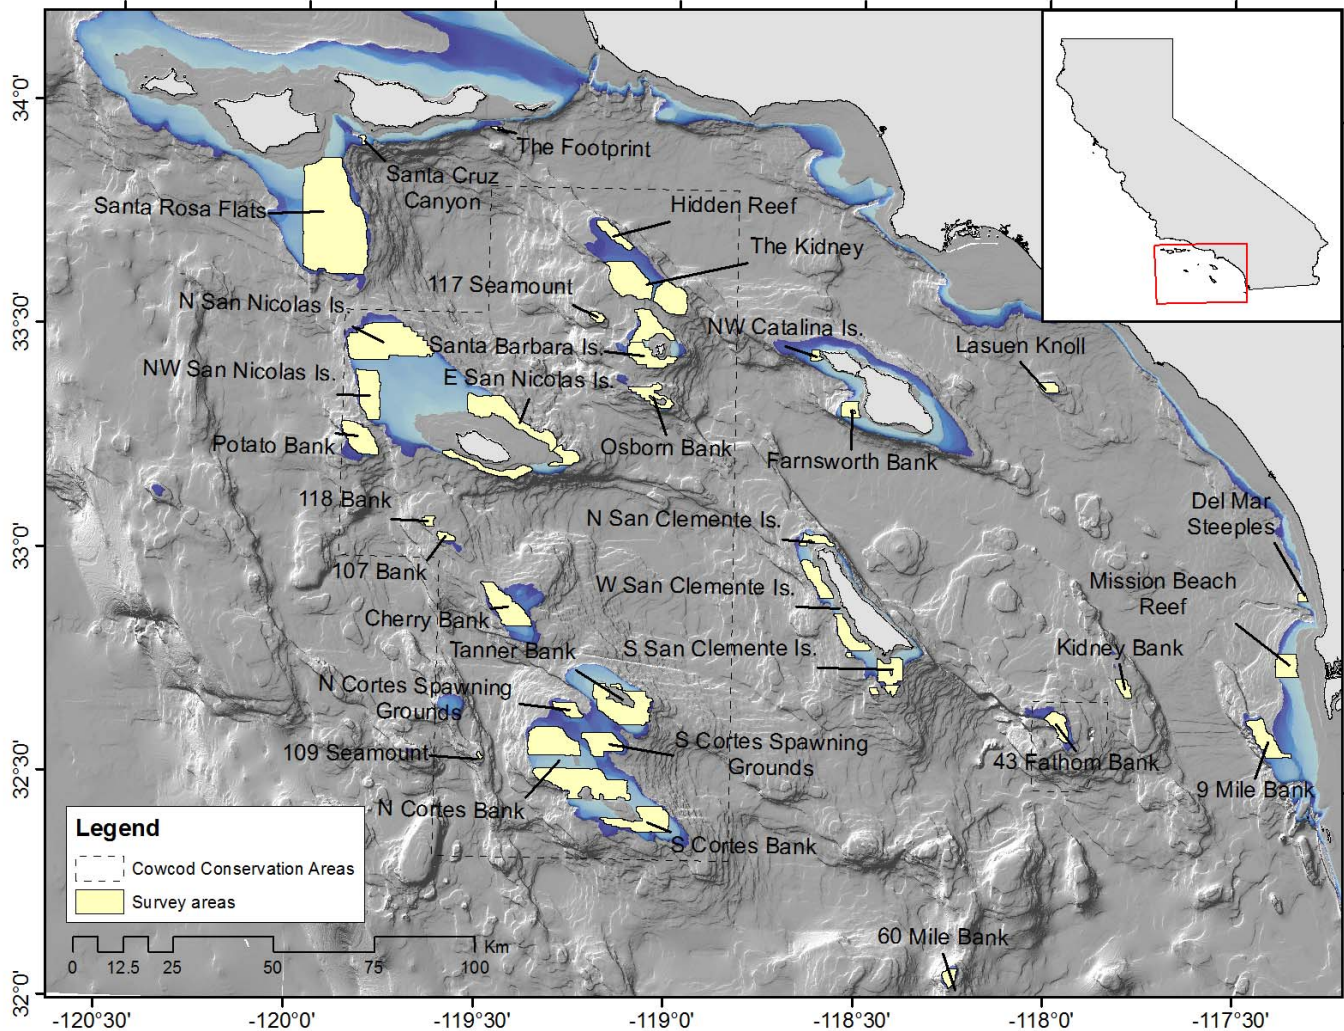 The Footprint
Santa Cruz
Canyon
Santa Rosa Flats
Hidden Reef
The Kidney
117 Seamount
N San Nicolas Is.
Santa Barbara Is.
NW Catalina Is.
Lasuen Knoll
NW San Nicolas Is.
E San Nicolas Is.
Potato Bank
Osborn Bank
Farnsworth Bank
118 Bank
N San Clemente Is.
Del Mar
Steeples
107 Bank
W San Clemente Is.
Mission Beach
Reef
Cherry Bank
Tanner Bank
S San Clemente Is.
Kidney Bank
N Cortes Spawning
Grounds
109 Seamount
S Cortes Spawning
Grounds
43 Fathom Bank
9 Mile Bank
N Cortes Bank
S Cortes Bank
60 Mile Bank
Legend
Cowcod Conservation Areas
Survey areas
Km
0 12.5 25 50 75 100
34°0'
33°30'
33°0'
32°30'
32°0'
-120°30' -120°0' -119°30' -119°0' -118°30' -118°0' -117°30'